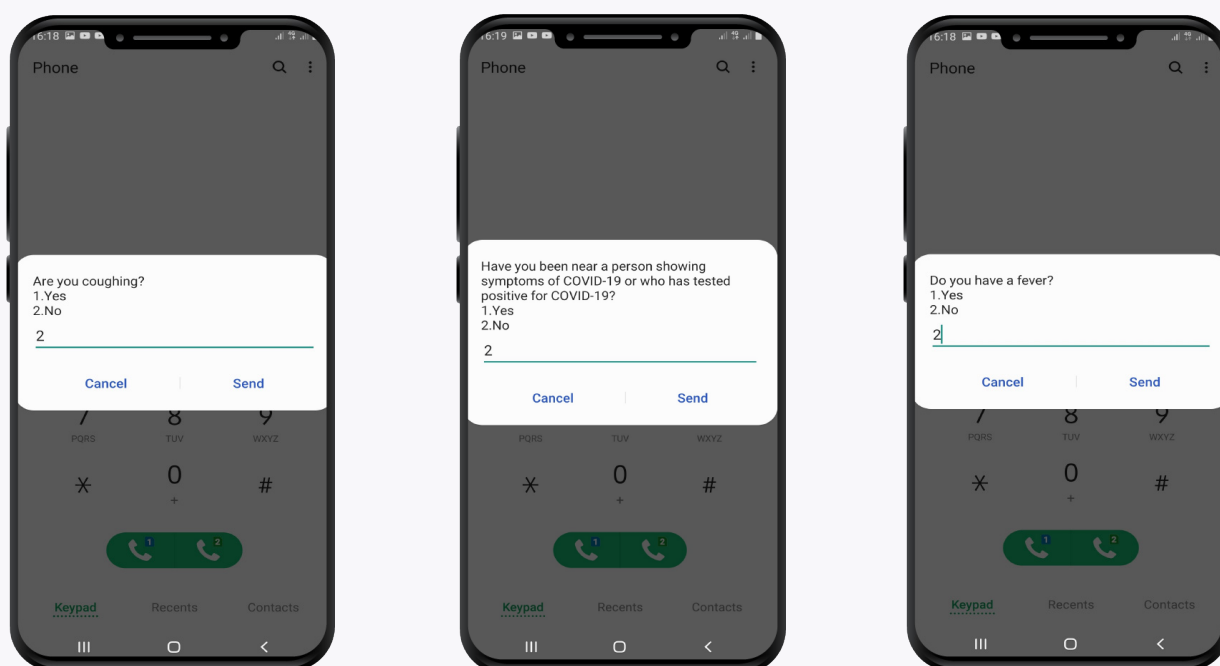 16:18
Phone
Are you coughing?
1.Yes
2.No
2
Cancel
Send
7
8
9
PQRS
TUV
WXYZ
0
+
#
1
2
Keypad
Recents
Contacts
16:19
Phone
Have you been near a person showing
symptoms of COVID-19 or who has tested
positive for COVID-19?
1.Yes
2.No
2
Cancel
Send
PQRS
TUV
WXYZ
0
+
#
1
2
Keypad
Recents
Contacts
16:18
Phone
Do you have a fever?
1.Yes
2.No
2
Cancel
Send
7
8
9
PQRS
TUV
WXYZ
0
+
#
1
2
Keypad
Recents
Contacts